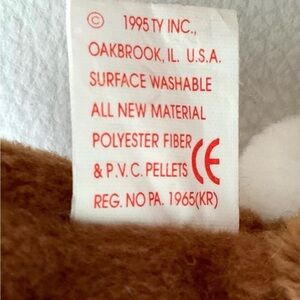 © 1995 TY INC.,
OAKBROOK, IL. U.S.A.
SURFACE WASHABLE
ALL NEW MATERIAL
POLYESTER FIBER
& P.V.C. PELLETS CE
REG. NO PA. 1965(KR)